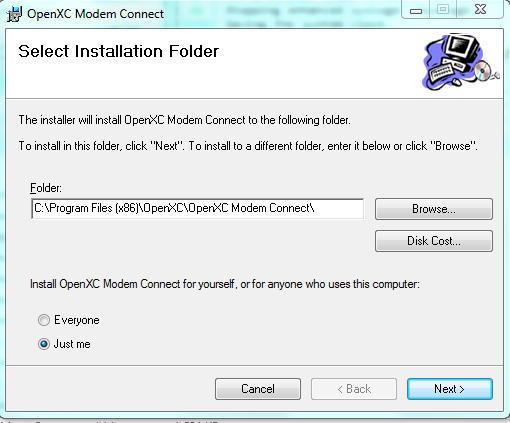 OpenXC Modem Connect
Select Installation Folder
The installer will install OpenXC Modem Connect to the following folder.
To install in this folder, click "Next". To install to a different folder, enter it below or click "Browse".
Folder:
C:\Program Files (x86)\OpenXC\OpenXC Modem Connect\
Browse...
Disk Cost...
Install OpenXC Modem Connect for yourself, or for anyone who uses this computer:
Everyone
Just me
Cancel
< Back
Next >